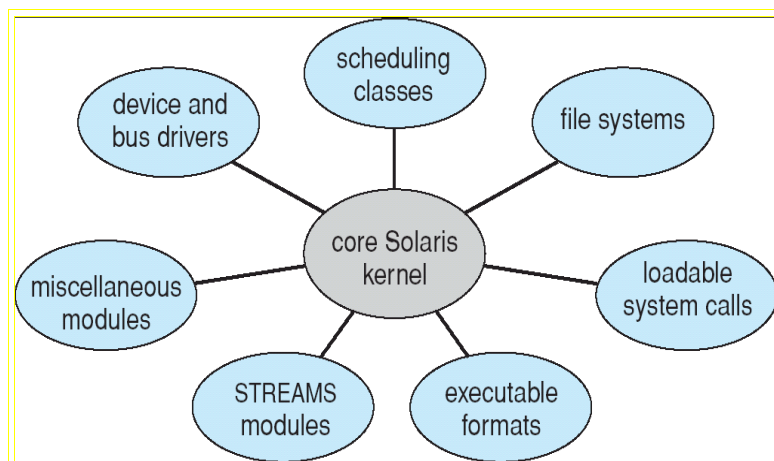 scheduling
classes
device and
bus drivers
file systems
core Solaris
kernel
miscellaneous
modules
loadable
system calls
STREAMS
modules
executable
formats